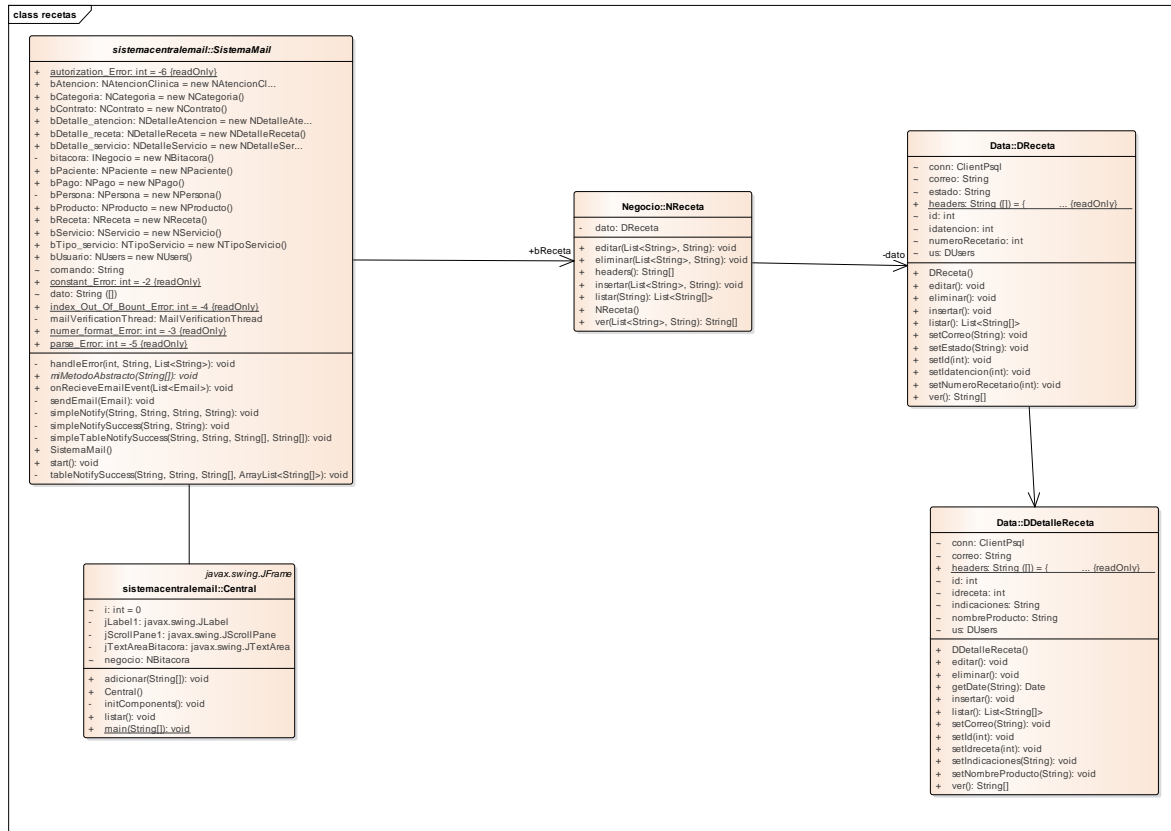 class recetas
sistemacentralemail::SistemaMail
+ autorization_Error: int = -6 {readOnly}
+ bAtencion: NAtencionClinica = new NAtencionCl...
+ bCategoria: NCategoria = new NCategoria()
+ bContrato: NContrato = new NContrato()
+ bDetalle_atencion: NDetalleAtencion = new NDetalleAte...
+ bDetalle_receta: NDetalleReceta = new NDetalleReceta()
+ bDetalle_servicio: NDetalleServicio = new NDetalleSer...
- bitacora: INegocio = new NBitacora()
+ bPaciente: NPaciente = new NPaciente()
+ bPago: NPago = new NPago()
- bPersona: NPersona = new NPersona()
+ bProducto: NProducto = new NProducto()
+ bReceta: NReceta = new NReceta()
+ bServicio: NServicio = new NServicio()
+ bTipo_servicio: NTipoServicio = new NTipoServicio()
+ bUsuario: NUsers = new NUsers()
~ comando: String
+ constant_Error: int = -2 {readOnly}
~ dato: String ([])
+ index_Out_Of_Bount_Error: int = -4 {readOnly}
- mailVerificationThread: MailVerificationThread
+ numer_format_Error: int = -3 {readOnly}
+ parse_Error: int = -5 {readOnly}
- handleError(int, String, List<String>): void
+ miMetodoAbstracto(String[]): void
+ onRecieveEmailEvent(List<Email>): void
- sendEmail(Email): void
- simpleNotify(String, String, String, String): void
- simpleNotifySuccess(String, String): void
- simpleTableNotifySuccess(String, String, String[], String[]): void
+ SistemaMail()
+ start(): void
- tableNotifySuccess(String, String, String[], ArrayList<String[]>): void
+bReceta
Negocio::NReceta
- dato: DReceta
+ editar(List<String>, String): void
+ eliminar(List<String>, String): void
+ headers(): String[]
+ insertar(List<String>, String): void
+ listar(String): List<String[]>
+ NReceta()
+ ver(List<String>, String): String[]
-dato
Data::DReceta
~ conn: ClientPsql
~ correo: String
~ estado: String
+ headers: String ([]) = { ... {readOnly}
~ id: int
~ idatencion: int
~ numeroRecetario: int
~ us: DUsers
+ DReceta()
+ editar(): void
+ eliminar(): void
+ insertar(): void
+ listar(): List<String[]>
+ setCorreo(String): void
+ setEstado(String): void
+ setId(int): void
+ setIdatencion(int): void
+ setNumeroRecetario(int): void
+ ver(): String[]
javax.swing.JFrame
sistemacentralemail::Central
~ i: int = 0
- jLabel1: javax.swing.JLabel
- jScrollPane1: javax.swing.JScrollPane
- jTextAreaBitacora: javax.swing.JTextArea
~ negocio: NBitacora
+ adicionar(String[]): void
+ Central()
- initComponents(): void
+ listar(): void
+ main(String[]): void
Data::DDetalleReceta
~ conn: ClientPsql
~ correo: String
+ headers: String ([]) = { ... {readOnly}
~ id: int
~ idreceta: int
~ indicaciones: String
~ nombreProducto: String
~ us: DUsers
+ DDetalleReceta()
+ editar(): void
+ eliminar(): void
+ getDate(String): Date
+ insertar(): void
+ listar(): List<String[]>
+ setCorreo(String): void
+ setId(int): void
+ setIdreceta(int): void
+ setIndicaciones(String): void
+ setNombreProducto(String): void
+ ver(): String[]